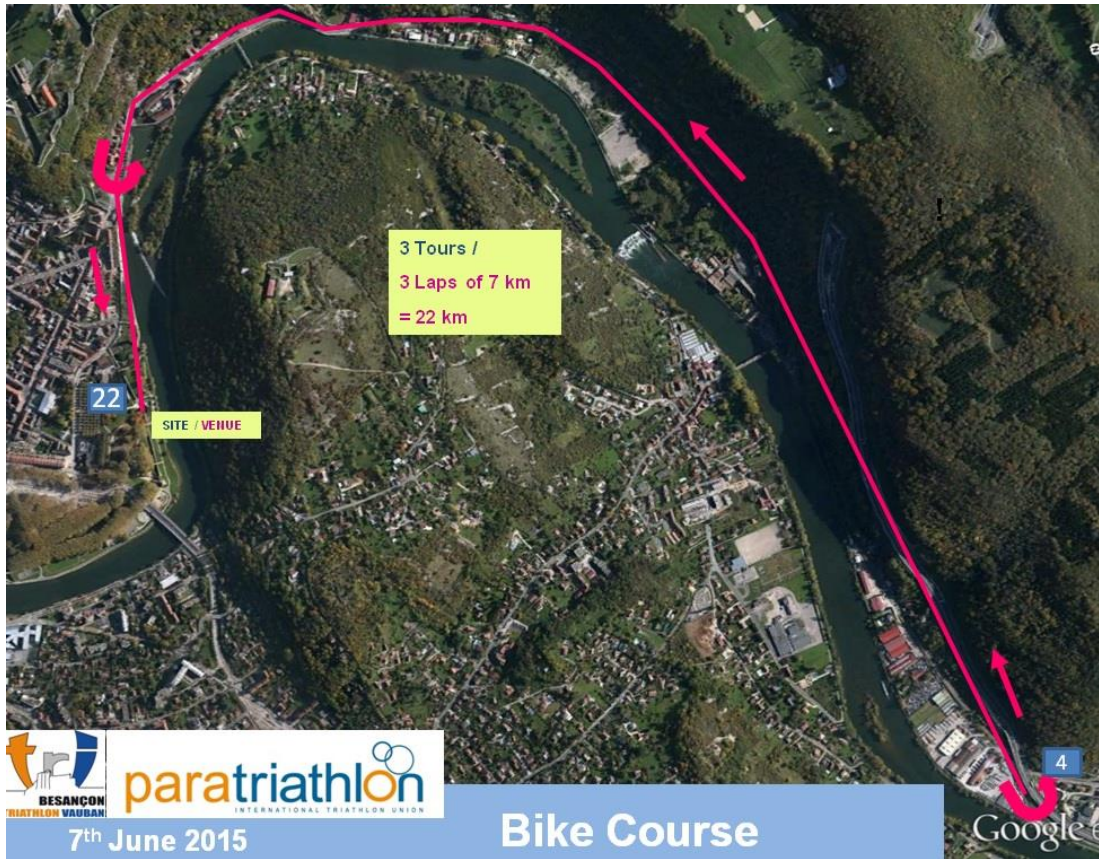 !
3 Tours /
3 Laps of 7 km
= 22 km
22
SITE / VENUE
4
BESANÇON
TRIATHLON VAUBAN
paratriathlon
INTERNATIONAL TRIATHLON UNION
7th June 2015
Bike Course
Google